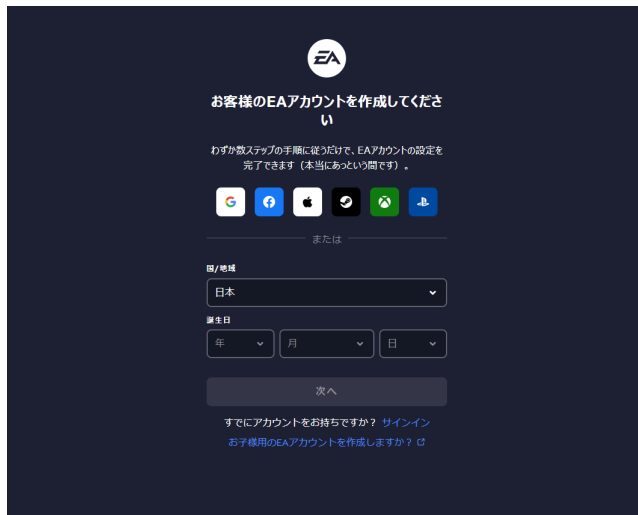 EA
お客様のEAアカウントを作成してくださ
い
わずか数ステップの手順に従うだけで、EAアカウントの設定を
完了できます（本当にあっという間です）。
または
国/地域
日本
誕生日
年 月 日
次へ
すでにアカウントをお持ちですか？ サインイン
お子様用のEAアカウントを作成しますか？